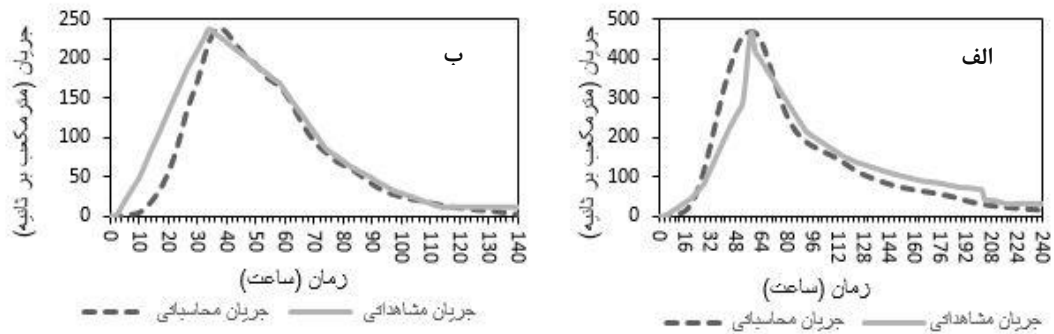 الف
جریان (مترمکعب بر ثانیه)
500
400
300
200
100
0
0 16 32 48 64 80 96 112 128 144 160 176 192 208 224 240
زمان (ساعت)
جریان مشاهداتی
جریان محاسباتی
ب
جریان (مترمکعب بر ثانیه)
250
200
150
100
50
0
0 10 20 30 40 50 60 70 80 90 100 110 120 130 140
زمان (ساعت)
جریان مشاهداتی
جریان محاسباتی